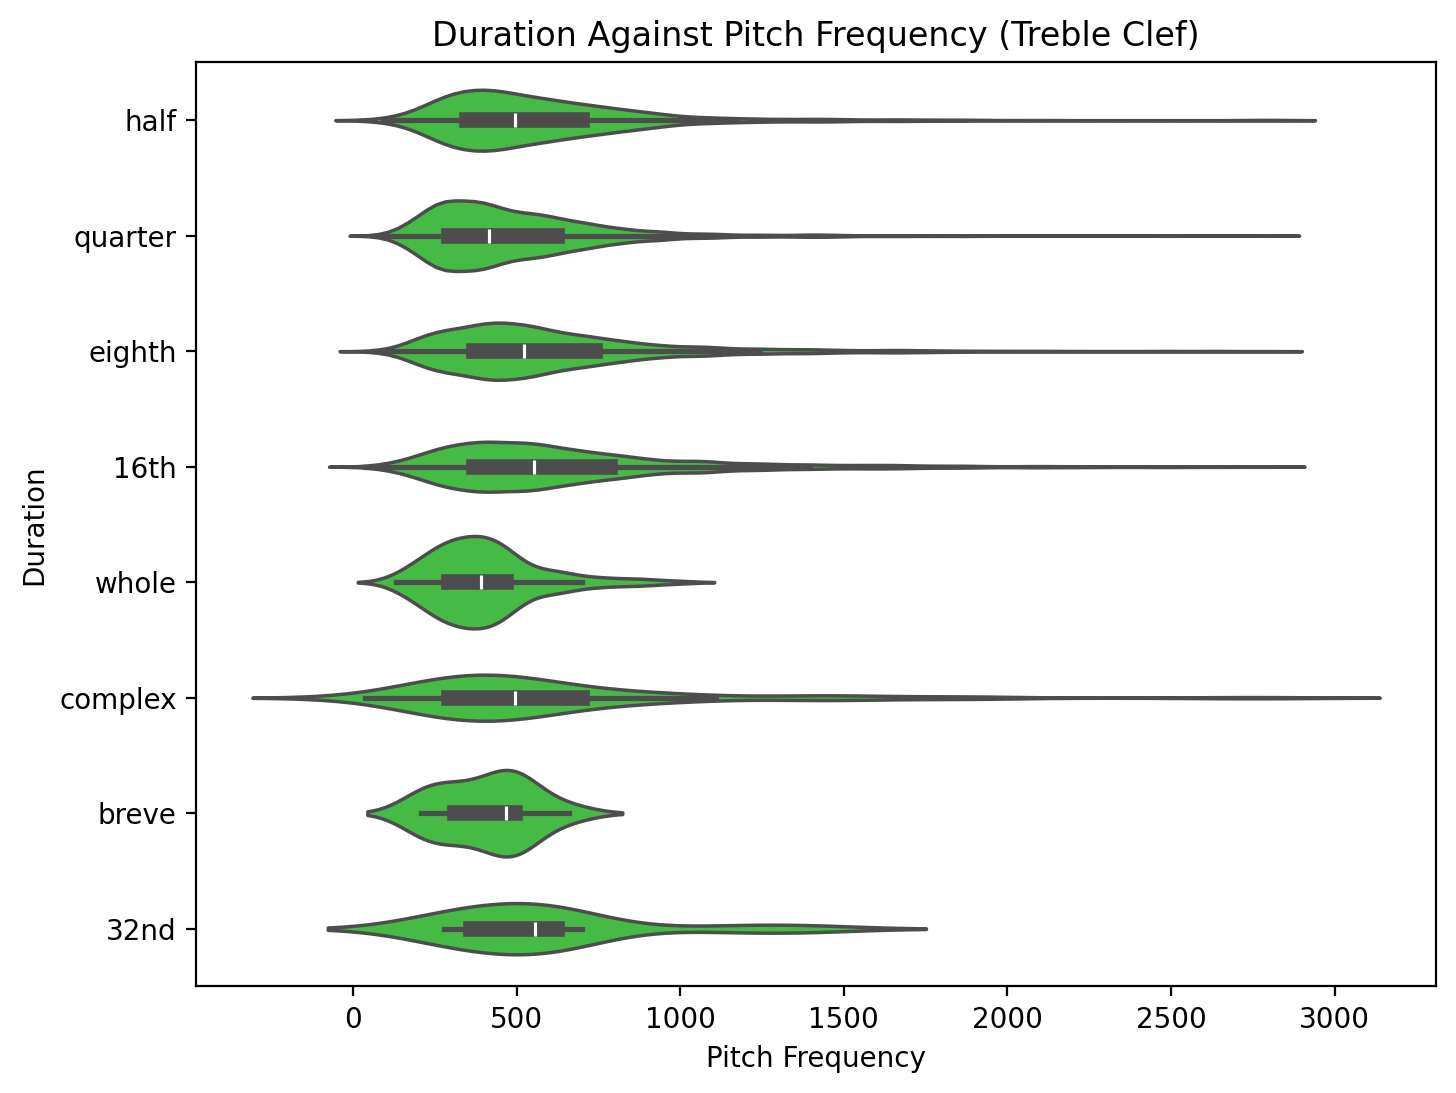 Duration Against Pitch Frequency (Treble Clef)
Duration
half
quarter
eighth
16th
whole
complex
breve
32nd
0 500 1000 1500 2000 2500 3000
Pitch Frequency